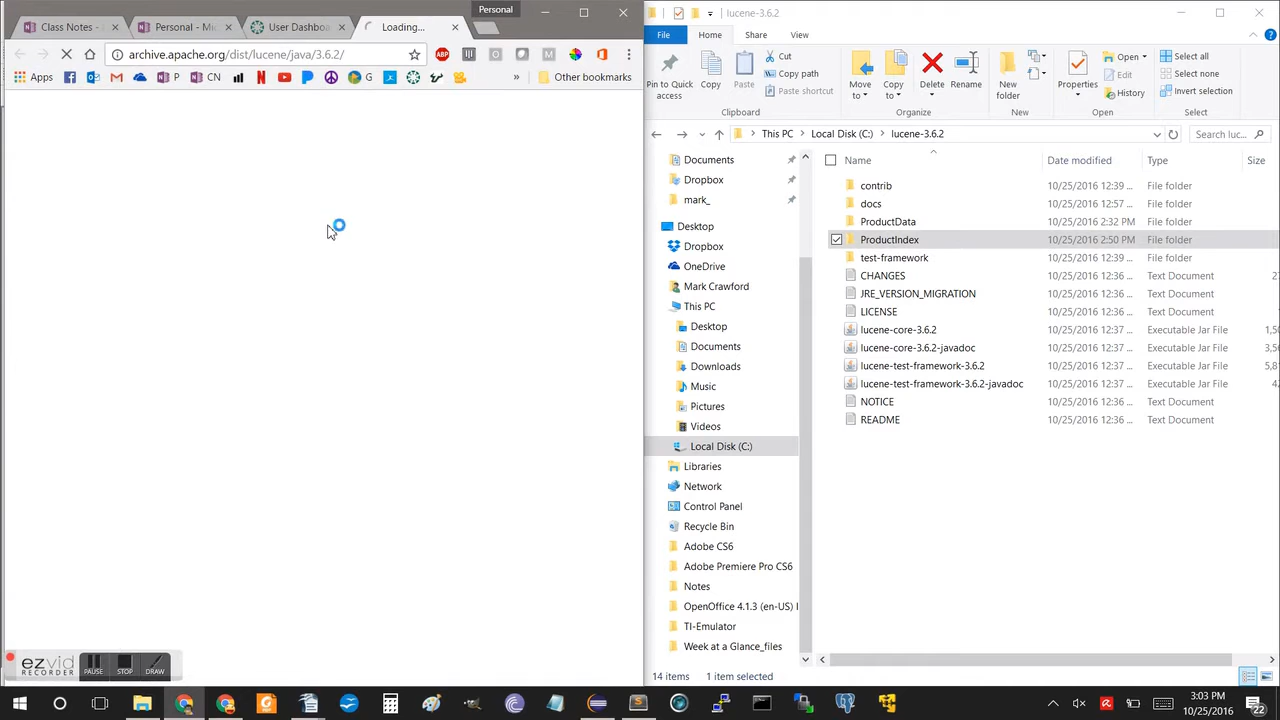 Personal
Class Notes -
Personal - M
User Dashbo
Loading...
archive.apache.org/dist/lucene/java/3.6.2/
Apps
P
CN
G
»
Other bookmarks
lucene-3.6.2
File
Home
Share
View
Pin to Quick access
Copy
Paste
Cut
Copy path
Paste shortcut
Move to
Copy to
Delete
Rename
New folder
Properties
Open
Edit
History
Select all
Select none
Invert selection
Clipboard
Organize
New
Open
Select
This PC
Local Disk (C:)
lucene-3.6.2
Search luc...
Name
Date modified
Type
Size
Documents
Dropbox
mark_
Desktop
Dropbox
OneDrive
Mark Crawford
This PC
Desktop
Documents
Downloads
Music
Pictures
Videos
Local Disk (C:)
Libraries
Network
Control Panel
Recycle Bin
Adobe CS6
Adobe Premiere Pro CS6
Notes
OpenOffice 4.1.3 (en-US) I
TI-Emulator
Week at a Glance_files
contrib 10/25/2016 12:39 ... File folder
docs 10/25/2016 12:57 ... File folder
ProductData 10/25/2016 2:32 PM File folder
ProductIndex 10/25/2016 2:50 PM File folder
test-framework 10/25/2016 12:39 ... File folder
CHANGES 10/25/2016 12:36 ... Text Document 2
JRE_VERSION_MIGRATION 10/25/2016 12:36 ... Text Document
LICENSE 10/25/2016 12:36 ... Text Document
lucene-core-3.6.2 10/25/2016 12:37 ... Executable Jar File 1,5
lucene-core-3.6.2-javadoc 10/25/2016 12:37 ... Executable Jar File 3,5
lucene-test-framework-3.6.2 10/25/2016 12:37 ... Executable Jar File 5,8
lucene-test-framework-3.6.2-javadoc 10/25/2016 12:37 ... Executable Jar File 4
NOTICE 10/25/2016 12:36 ... Text Document
README 10/25/2016 12:36 ... Text Document
14 items
1 item selected
ezvid
RECORDER
PAUSE
STOP
DRAW
3:03 PM
10/25/2016
22